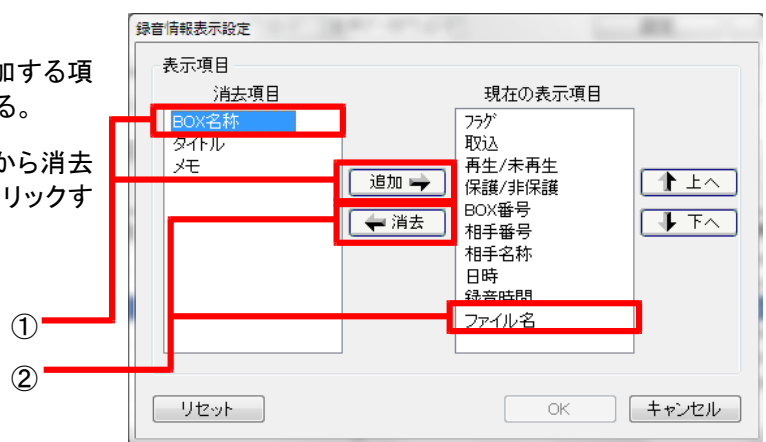 録音情報表示設定
加する項
る。
から消去
リックす
①
②
表示項目
消去項目
BOX名称
タイトル
メモ
追加
消去
現在の表示項目
フラグ
取込
再生/未再生
保護/非保護
BOX番号
相手番号
相手名称
日時
録音時間
ファイル名
上へ
下へ
リセット
OK
キャンセル